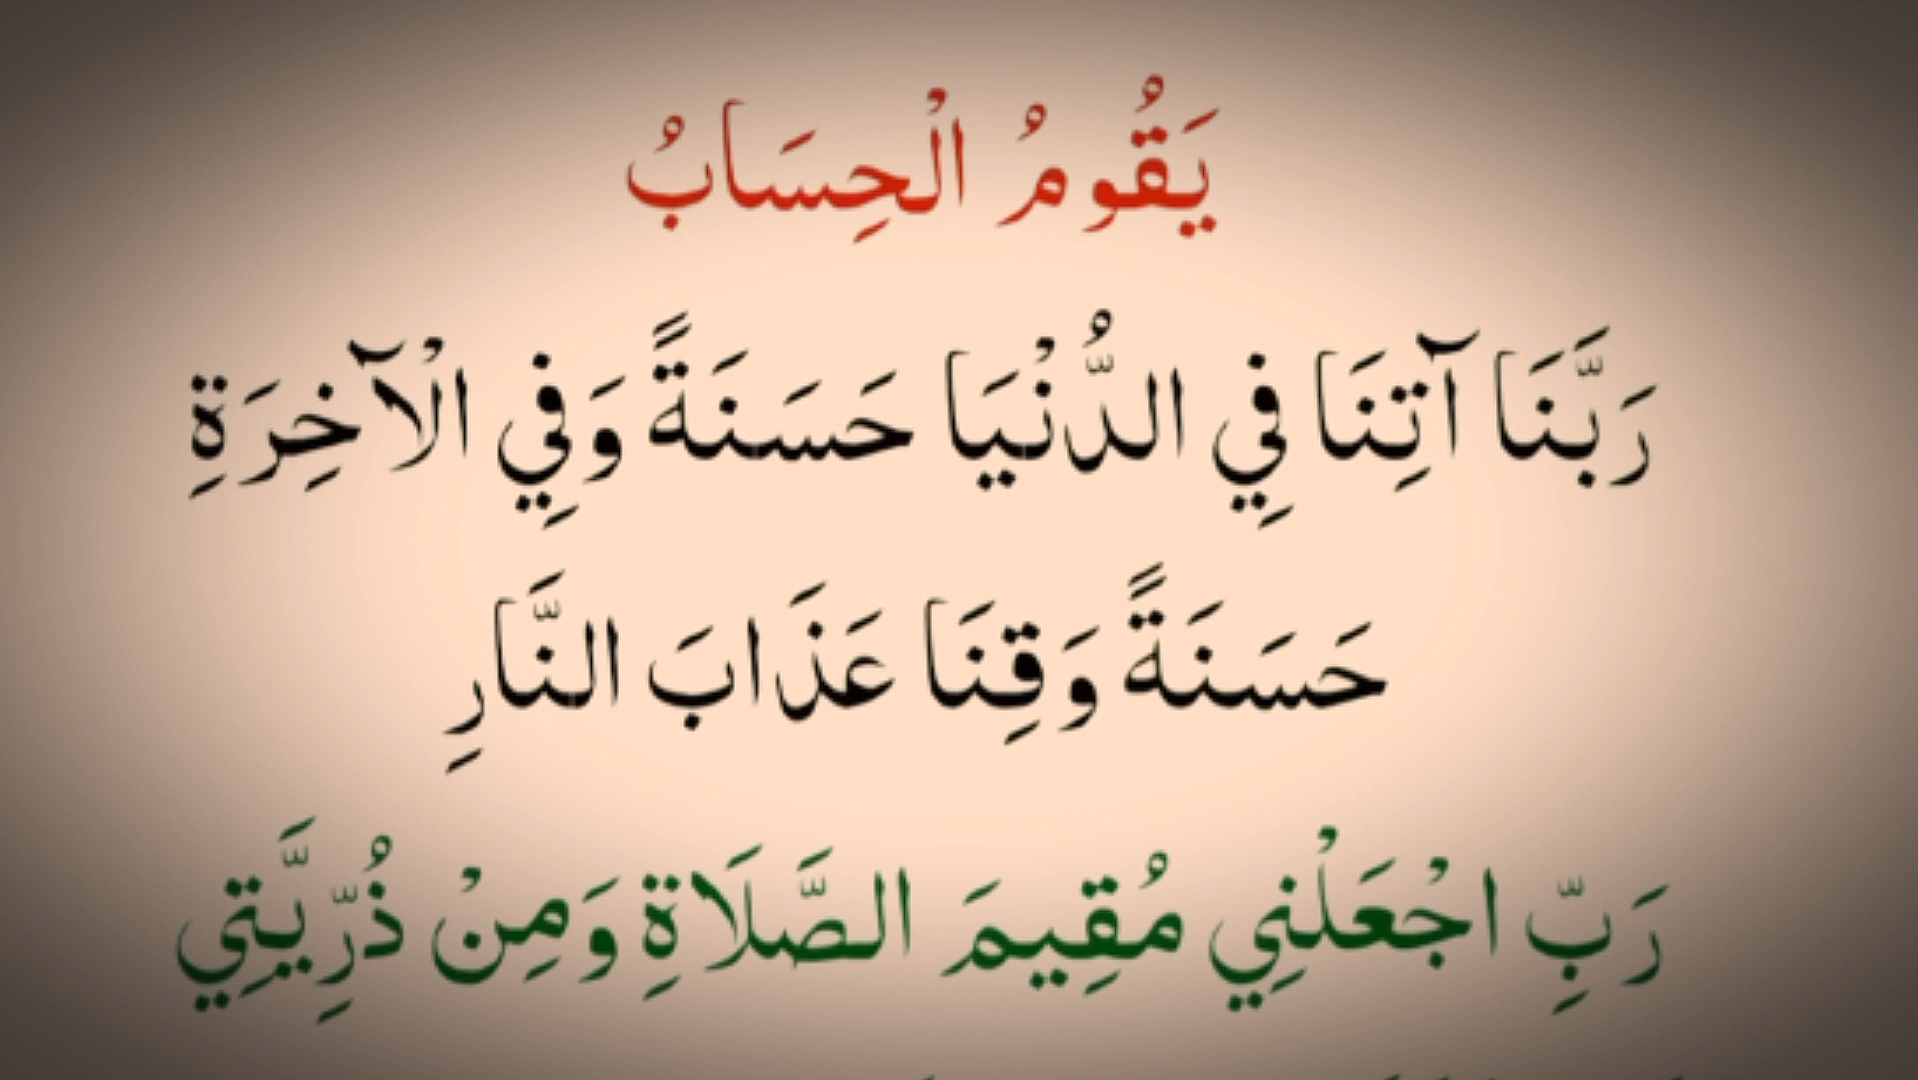 يَقُومُ الْحِسَابُ
رَبَّنَا آتِنَا فِي الدُّنْيَا حَسَنَةً وَفِي الْآخِرَةِ
حَسَنَةً وَقِنَا عَذَابَ النَّارِ
رَبِّ اجْعَلْنِي مُقِيمَ الصَّلَاةِ وَمِنْ ذُرِّيَّتِي